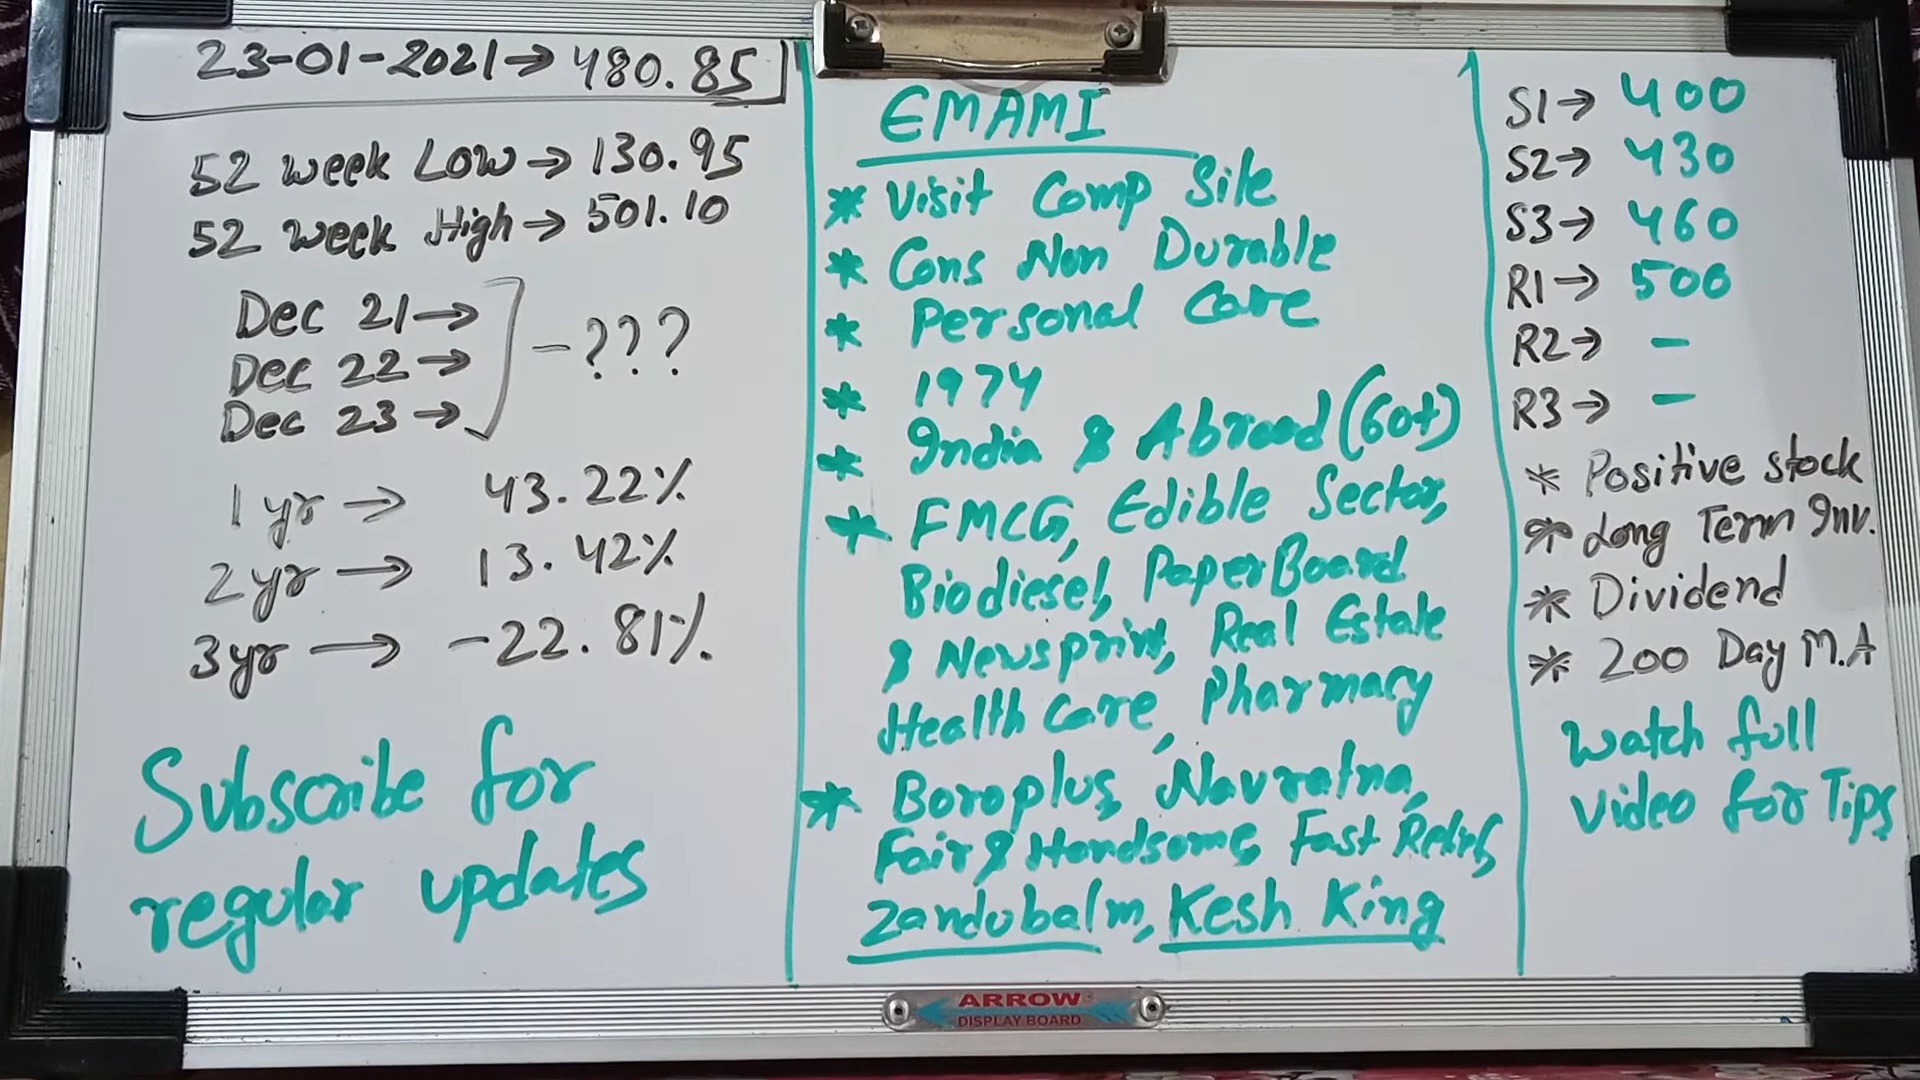 23-01-2021→ 480.85
52 week Low → 130.95
52 week High → 501.10
Dec 21→
Dec 22→
Dec 23→
-???
1 yr → 43.22%
2 yr → 13.42%
3 yr → -22.81%
Subscribe for
regular updates
EMAMI
* Visit Comp Site
* Cons Non Durable
* Personal Care
* 1974
* India & Abroad (60+)
* FMCG, Edible Sector,
Biodiesel, PaperBoard
& Newsprint, Real Estate
Health Care, Pharmacy
* Boroplus, Navratna,
Fair & Handsome, Fast Relief,
Zandubalm, Kesh King
S1→ 400
S2→ 430
S3→ 460
R1→ 500
R2→ -
R3→ -
* Positive stock
* Long Term Inv.
* Dividend
* 200 Day M.A
Watch full
video for Tips
ARROW
DISPLAY BOARD